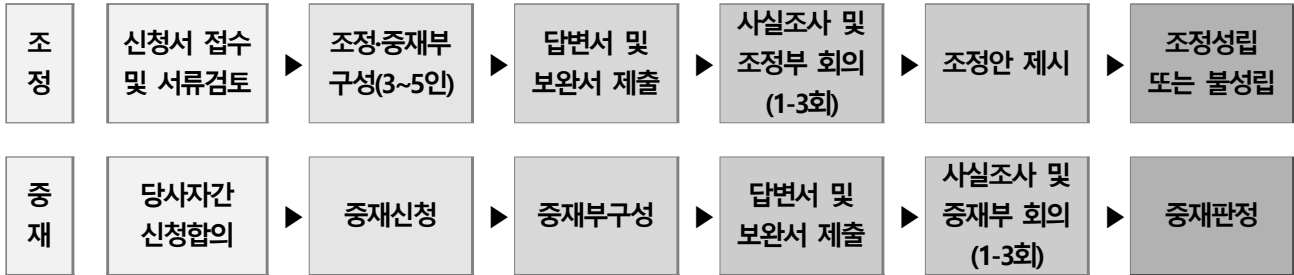 조
정
신청서 접수
및 서류검토
▶
조정·중재부
구성(3~5인)
▶
답변서 및
보완서 제출
▶
사실조사 및
조정부 회의
(1-3회)
▶
조정안 제시
▶
조정성립
또는 불성립
중
재
당사자간
신청합의
▶
중재신청
▶
중재부구성
▶
답변서 및
보완서 제출
▶
사실조사 및
중재부 회의
(1-3회)
▶
중재판정